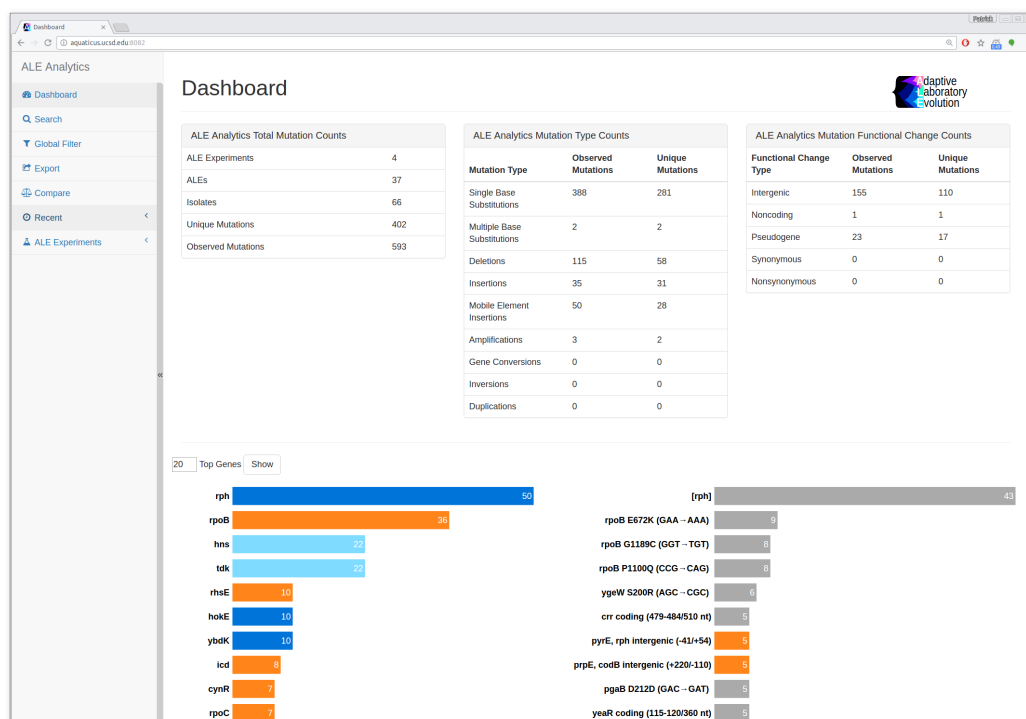 Dashboard
aquaticus.ucsd.edu:8082
ALE Analytics
Dashboard
Search
Global Filter
Export
Compare
Recent
ALE Experiments
«
Dashboard
Adaptive
Laboratory
Evolution
ALE Analytics Total Mutation Counts
ALE Experiments 4
ALEs 37
Isolates 66
Unique Mutations 402
Observed Mutations 593
ALE Analytics Mutation Type Counts
Mutation Type Observed Mutations Unique Mutations
Single Base Substitutions 388 281
Multiple Base Substitutions 2 2
Deletions 115 58
Insertions 35 31
Mobile Element Insertions 50 28
Amplifications 3 2
Gene Conversions 0 0
Inversions 0 0
Duplications 0 0
ALE Analytics Mutation Functional Change Counts
Functional Change Type Observed Mutations Unique Mutations
Intergenic 155 110
Noncoding 1 1
Pseudogene 23 17
Synonymous 0 0
Nonsynonymous 0 0
20 Top Genes Show
rph 50
rpoB 36
hns 22
tdk 22
rhsE 10
hokE 10
ybdK 10
icd 8
cynR 7
rpoC 7
[rph] 43
rpoB E672K (GAA→AAA) 9
rpoB G1189C (GGT→TGT) 8
rpoB P1100Q (CCG→CAG) 8
ygeW S200R (AGC→CGC) 6
crr coding (479-484/510 nt) 5
pyrE, rph intergenic (-41/+54) 5
prpE, codB intergenic (+220/-110) 5
pgaB D212D (GAC→GAT) 5
yeaR coding (115-120/360 nt) 5